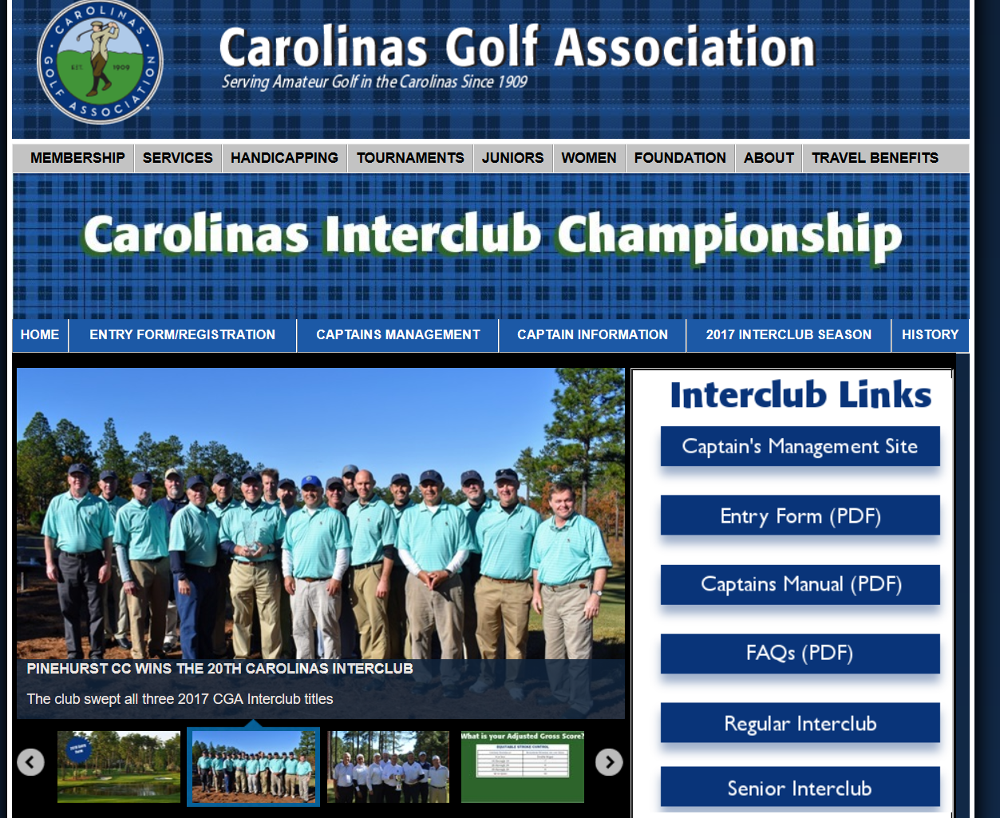 CAROLINAS GOLF ASSOCIATION
EST. 1909
Carolinas Golf Association
Serving Amateur Golf in the Carolinas Since 1909
MEMBERSHIP SERVICES HANDICAPPING TOURNAMENTS JUNIORS WOMEN FOUNDATION ABOUT TRAVEL BENEFITS
Carolinas Interclub Championship
HOME ENTRY FORM/REGISTRATION CAPTAINS MANAGEMENT CAPTAIN INFORMATION 2017 INTERCLUB SEASON HISTORY
Interclub Links
Captain's Management Site
Entry Form (PDF)
Captains Manual (PDF)
FAQs (PDF)
Regular Interclub
Senior Interclub
PINEHURST CC WINS THE 20TH CAROLINAS INTERCLUB
The club swept all three 2017 CGA Interclub titles
What is your Adjusted Gross Score?
EQUITABLE STROKE CONTROL